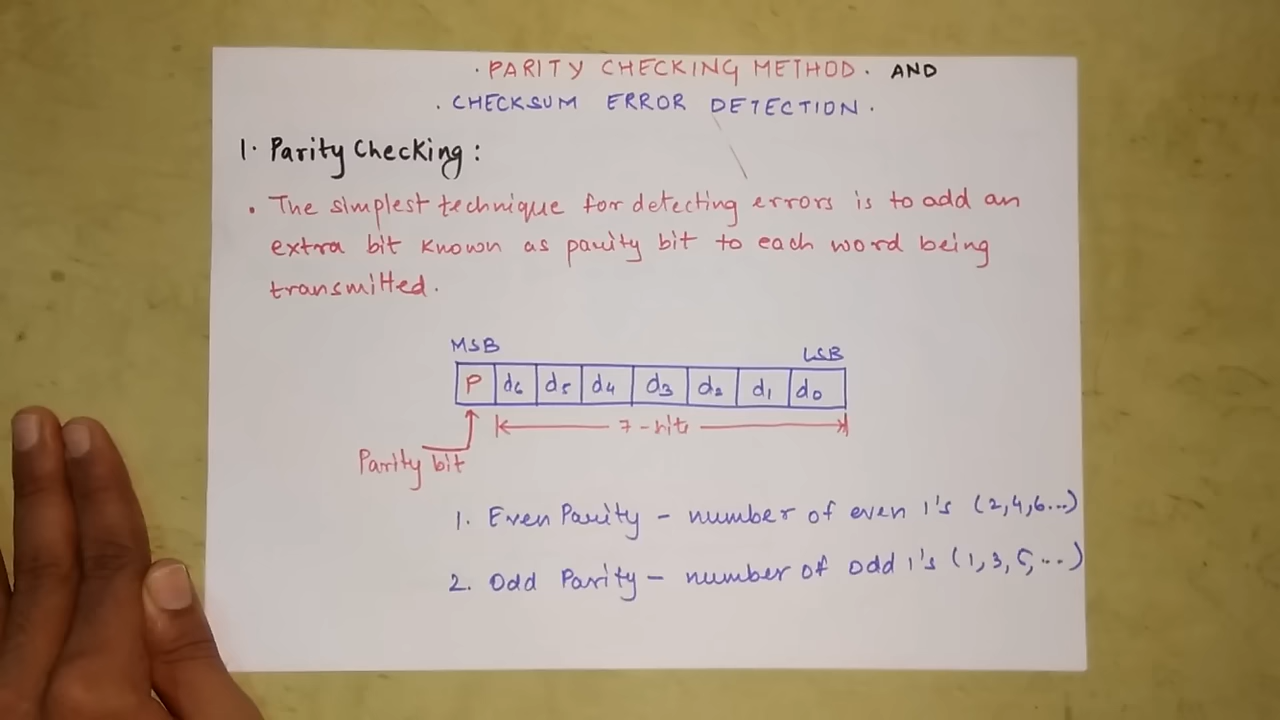 . PARITY CHECKING METHOD. AND
. CHECKSUM ERROR DETECTION.
1. Parity Checking:
. The simplest technique for detecting errors is to add an
extra bit known as parity bit to each word being
transmitted.
MSB LSB
P d6 d5 d4 d3 d2 d1 d0
7-bits
Parity bit
1. Even Parity - number of even 1's (2,4,6...)
2. Odd Parity - number of odd 1's (1,3,5,...)